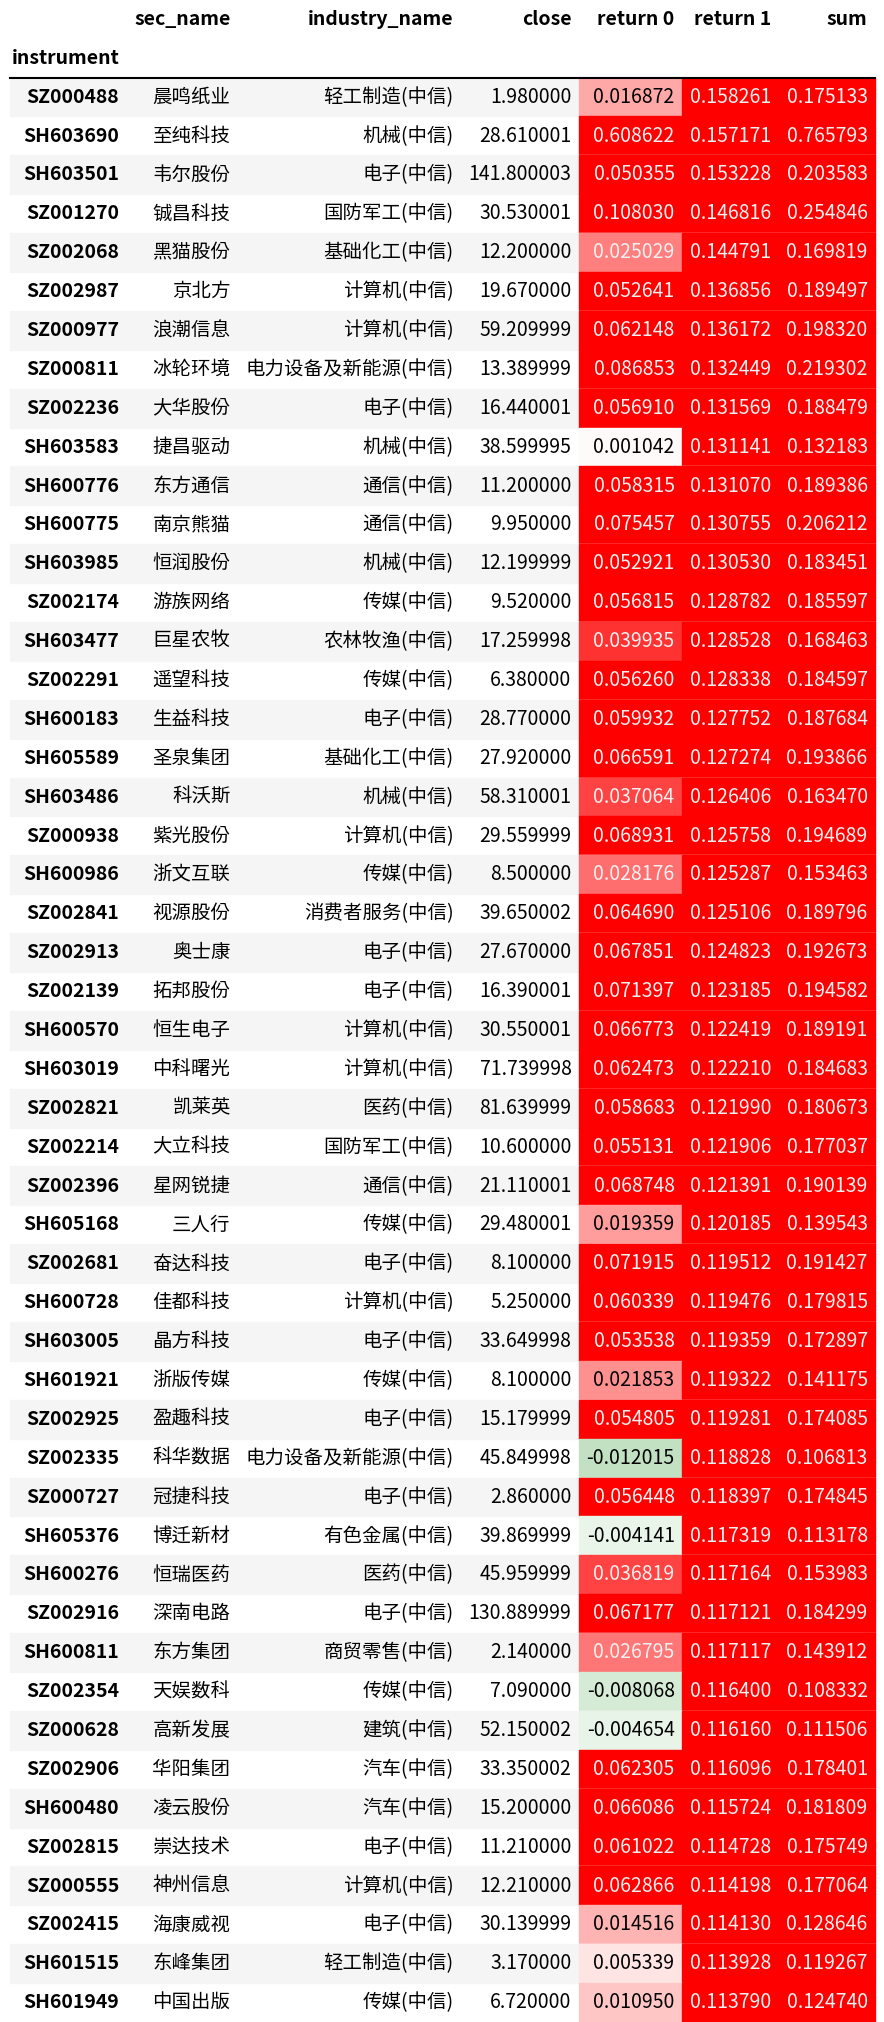 sec_name industry_name close return 0 return 1 sum
instrument
SZ000488 晨鸣纸业 轻工制造(中信) 1.980000 0.016872 0.158261 0.175133
SH603690 至纯科技 机械(中信) 28.610001 0.608622 0.157171 0.765793
SH603501 韦尔股份 电子(中信) 141.800003 0.050355 0.153228 0.203583
SZ001270 铖昌科技 国防军工(中信) 30.530001 0.108030 0.146816 0.254846
SZ002068 黑猫股份 基础化工(中信) 12.200000 0.025029 0.144791 0.169819
SZ002987 京北方 计算机(中信) 19.670000 0.052641 0.136856 0.189497
SZ000977 浪潮信息 计算机(中信) 59.209999 0.062148 0.136172 0.198320
SZ000811 冰轮环境 电力设备及新能源(中信) 13.389999 0.086853 0.132449 0.219302
SZ002236 大华股份 电子(中信) 16.440001 0.056910 0.131569 0.188479
SH603583 捷昌驱动 机械(中信) 38.599995 0.001042 0.131141 0.132183
SH600776 东方通信 通信(中信) 11.200000 0.058315 0.131070 0.189386
SH600775 南京熊猫 通信(中信) 9.950000 0.075457 0.130755 0.206212
SH603985 恒润股份 机械(中信) 12.199999 0.052921 0.130530 0.183451
SZ002174 游族网络 传媒(中信) 9.520000 0.056815 0.128782 0.185597
SH603477 巨星农牧 农林牧渔(中信) 17.259998 0.039935 0.128528 0.168463
SZ002291 遥望科技 传媒(中信) 6.380000 0.056260 0.128338 0.184597
SH600183 生益科技 电子(中信) 28.770000 0.059932 0.127752 0.187684
SH605589 圣泉集团 基础化工(中信) 27.920000 0.066591 0.127274 0.193866
SH603486 科沃斯 机械(中信) 58.310001 0.037064 0.126406 0.163470
SZ000938 紫光股份 计算机(中信) 29.559999 0.068931 0.125758 0.194689
SH600986 浙文互联 传媒(中信) 8.500000 0.028176 0.125287 0.153463
SZ002841 视源股份 消费者服务(中信) 39.650002 0.064690 0.125106 0.189796
SZ002913 奥士康 电子(中信) 27.670000 0.067851 0.124823 0.192673
SZ002139 拓邦股份 电子(中信) 16.390001 0.071397 0.123185 0.194582
SH600570 恒生电子 计算机(中信) 30.550001 0.066773 0.122419 0.189191
SH603019 中科曙光 计算机(中信) 71.739998 0.062473 0.122210 0.184683
SZ002821 凯莱英 医药(中信) 81.639999 0.058683 0.121990 0.180673
SZ002214 大立科技 国防军工(中信) 10.600000 0.055131 0.121906 0.177037
SZ002396 星网锐捷 通信(中信) 21.110001 0.068748 0.121391 0.190139
SH605168 三人行 传媒(中信) 29.480001 0.019359 0.120185 0.139543
SZ002681 奋达科技 电子(中信) 8.100000 0.071915 0.119512 0.191427
SH600728 佳都科技 计算机(中信) 5.250000 0.060339 0.119476 0.179815
SH603005 晶方科技 电子(中信) 33.649998 0.053538 0.119359 0.172897
SH601921 浙版传媒 传媒(中信) 8.100000 0.021853 0.119322 0.141175
SZ002925 盈趣科技 电子(中信) 15.179999 0.054805 0.119281 0.174085
SZ002335 科华数据 电力设备及新能源(中信) 45.849998 -0.012015 0.118828 0.106813
SZ000727 冠捷科技 电子(中信) 2.860000 0.056448 0.118397 0.174845
SH605376 博迁新材 有色金属(中信) 39.869999 -0.004141 0.117319 0.113178
SH600276 恒瑞医药 医药(中信) 45.959999 0.036819 0.117164 0.153983
SZ002916 深南电路 电子(中信) 130.889999 0.067177 0.117121 0.184299
SH600811 东方集团 商贸零售(中信) 2.140000 0.026795 0.117117 0.143912
SZ002354 天娱数科 传媒(中信) 7.090000 -0.008068 0.116400 0.108332
SZ000628 高新发展 建筑(中信) 52.150002 -0.004654 0.116160 0.111506
SZ002906 华阳集团 汽车(中信) 33.350002 0.062305 0.116096 0.178401
SH600480 凌云股份 汽车(中信) 15.200000 0.066086 0.115724 0.181809
SZ002815 崇达技术 电子(中信) 11.210000 0.061022 0.114728 0.175749
SZ000555 神州信息 计算机(中信) 12.210000 0.062866 0.114198 0.177064
SZ002415 海康威视 电子(中信) 30.139999 0.014516 0.114130 0.128646
SH601515 东峰集团 轻工制造(中信) 3.170000 0.005339 0.113928 0.119267
SH601949 中国出版 传媒(中信) 6.720000 0.010950 0.113790 0.124740